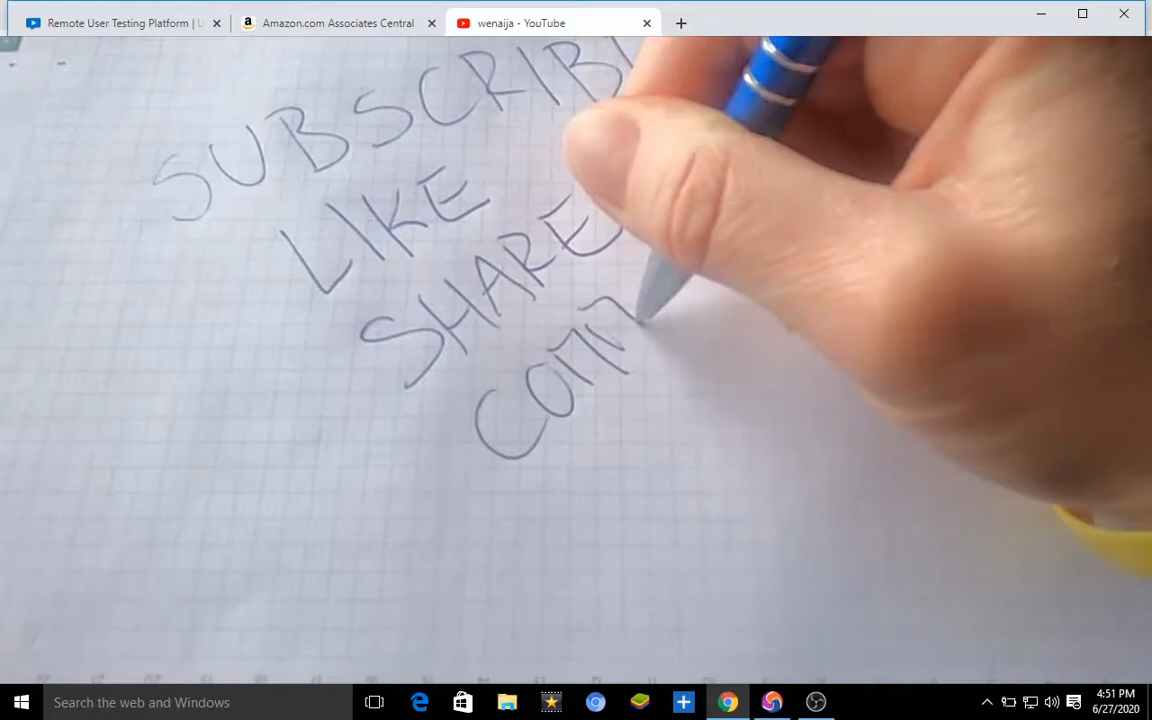 Remote User Testing Platform | U
Amazon.com Associates Central
wenaija - YouTube
SUBSCRIB
LIKE
SHARE
COMM
Search the web and Windows
4:51 PM
6/27/2020